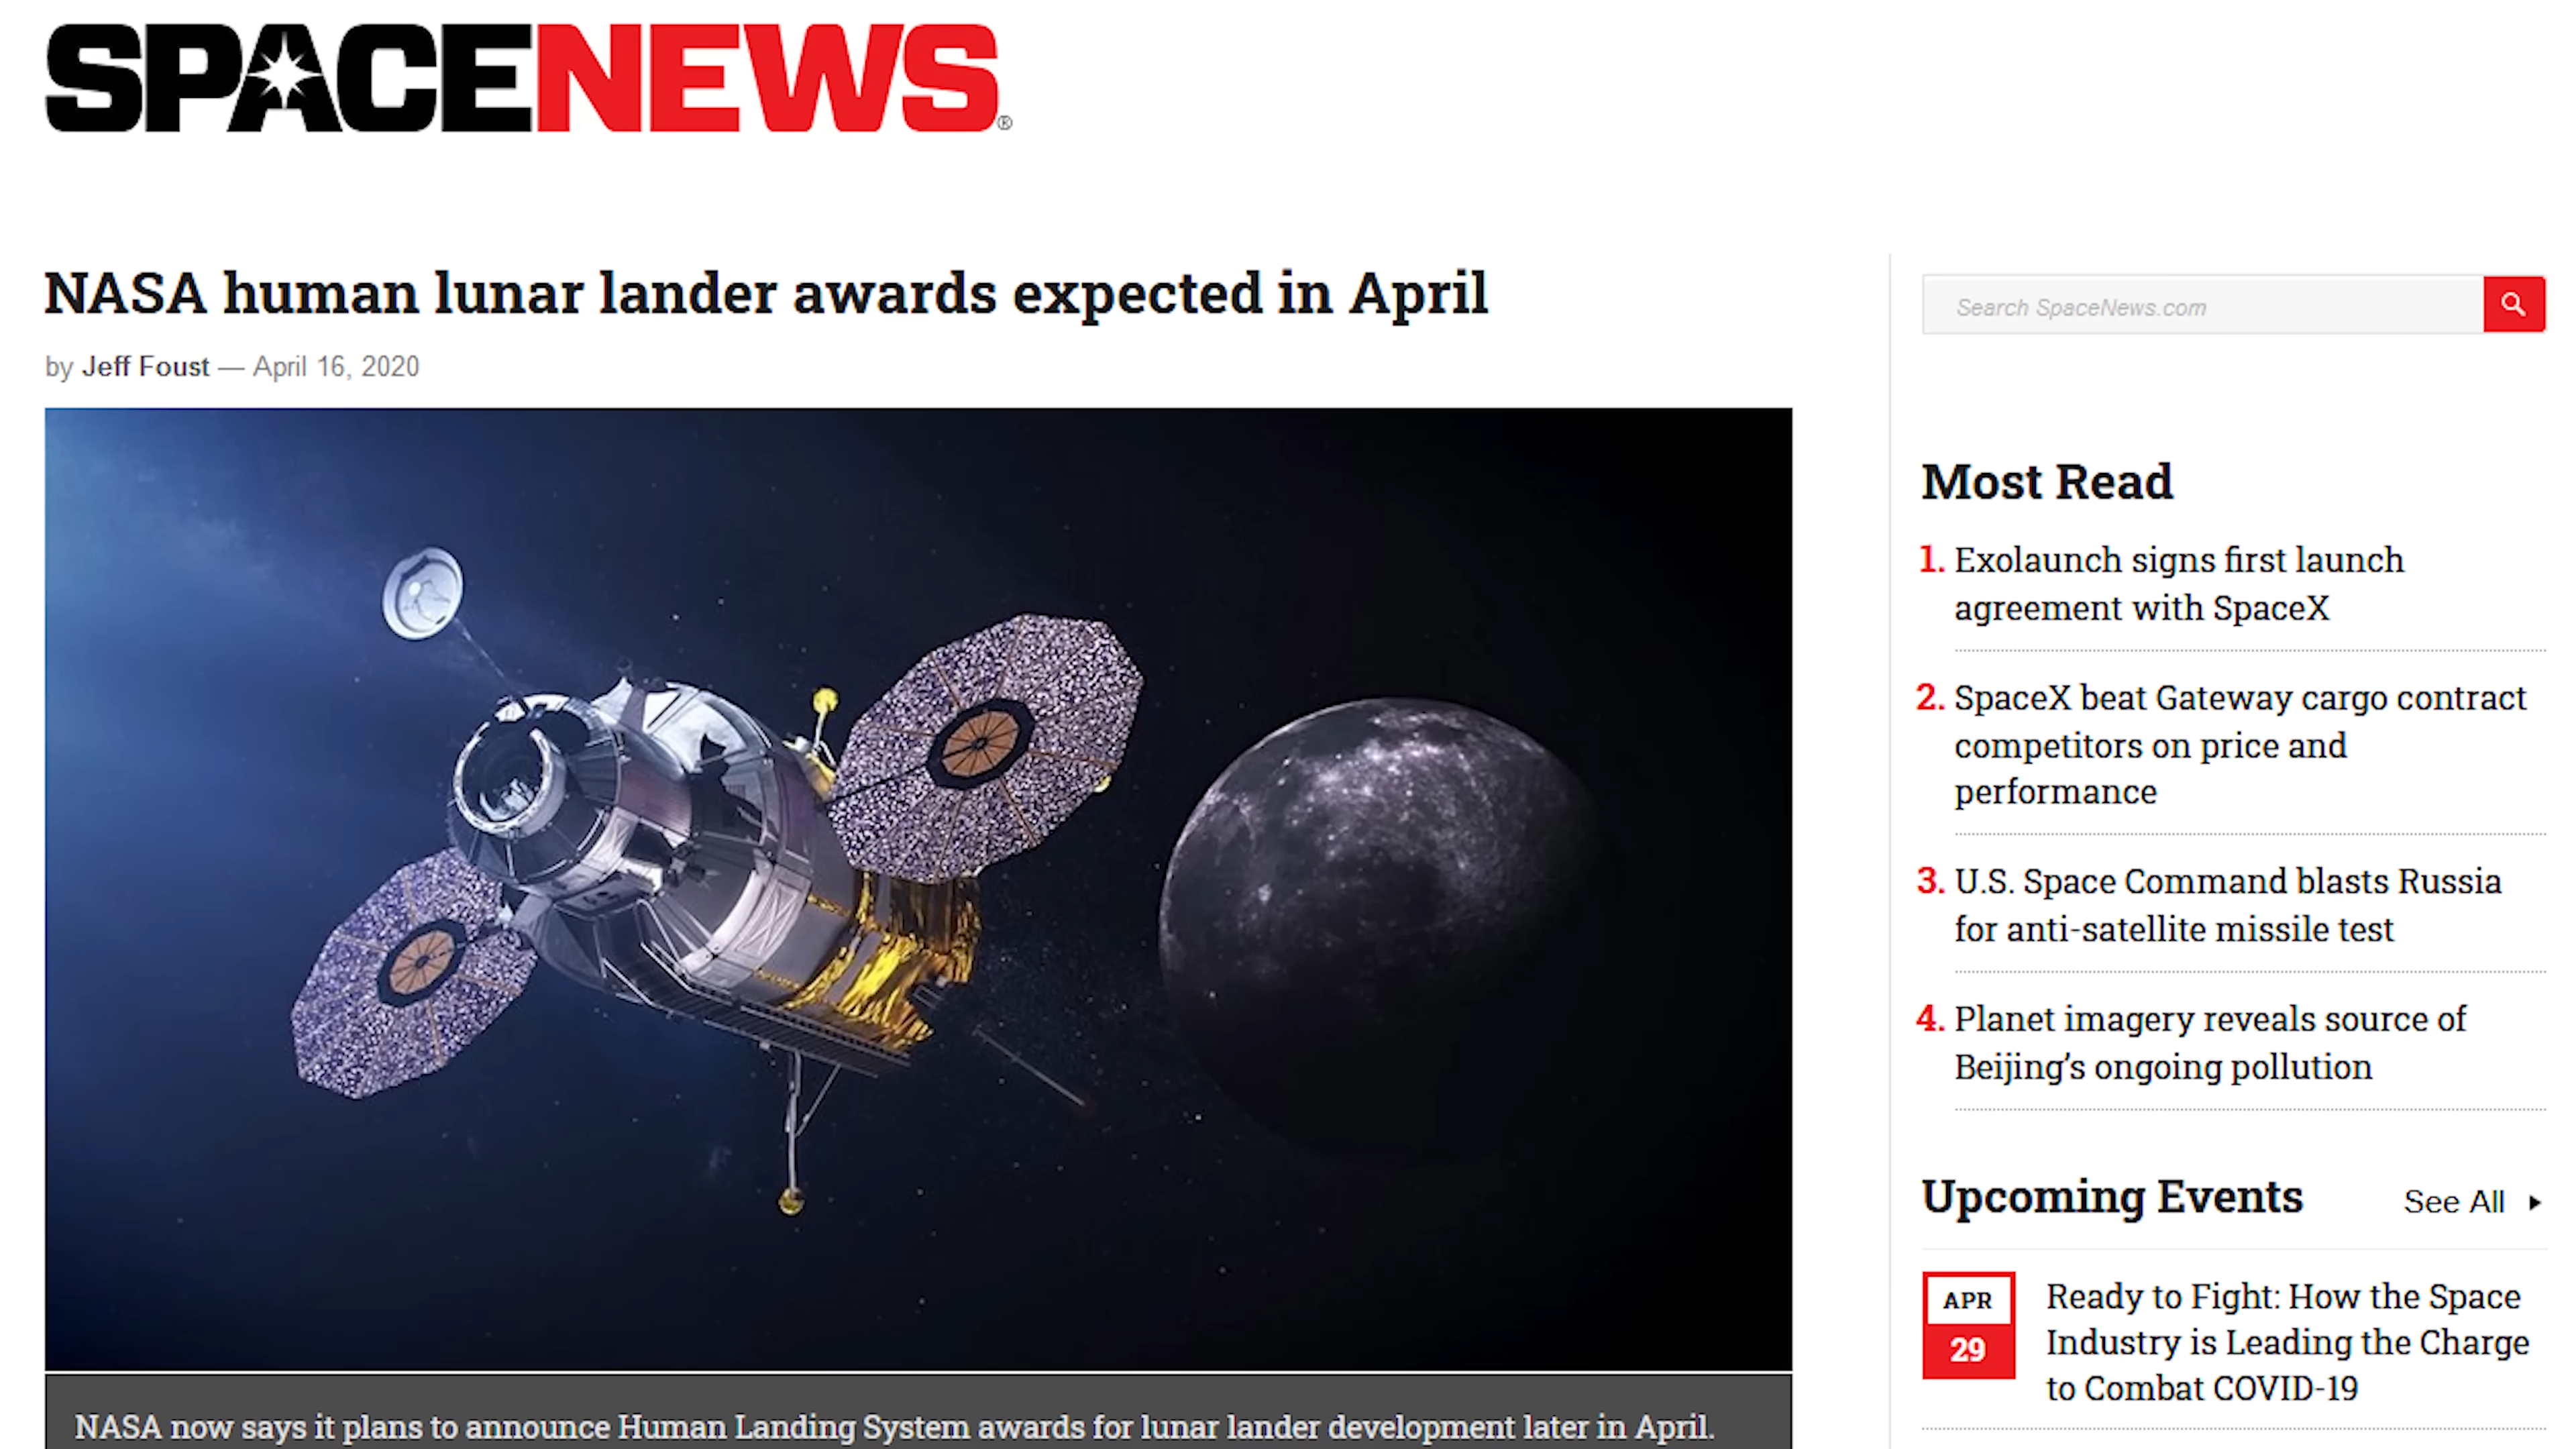 SPACENEWS®
NASA human lunar lander awards expected in April
by Jeff Foust — April 16, 2020
NASA now says it plans to announce Human Landing System awards for lunar lander development later in April.
Search SpaceNews.com
Most Read
1. Exolaunch signs first launch
agreement with SpaceX
2. SpaceX beat Gateway cargo contract
competitors on price and
performance
3. U.S. Space Command blasts Russia
for anti-satellite missile test
4. Planet imagery reveals source of
Beijing's ongoing pollution
Upcoming Events See All
APR
29
Ready to Fight: How the Space
Industry is Leading the Charge
to Combat COVID-19